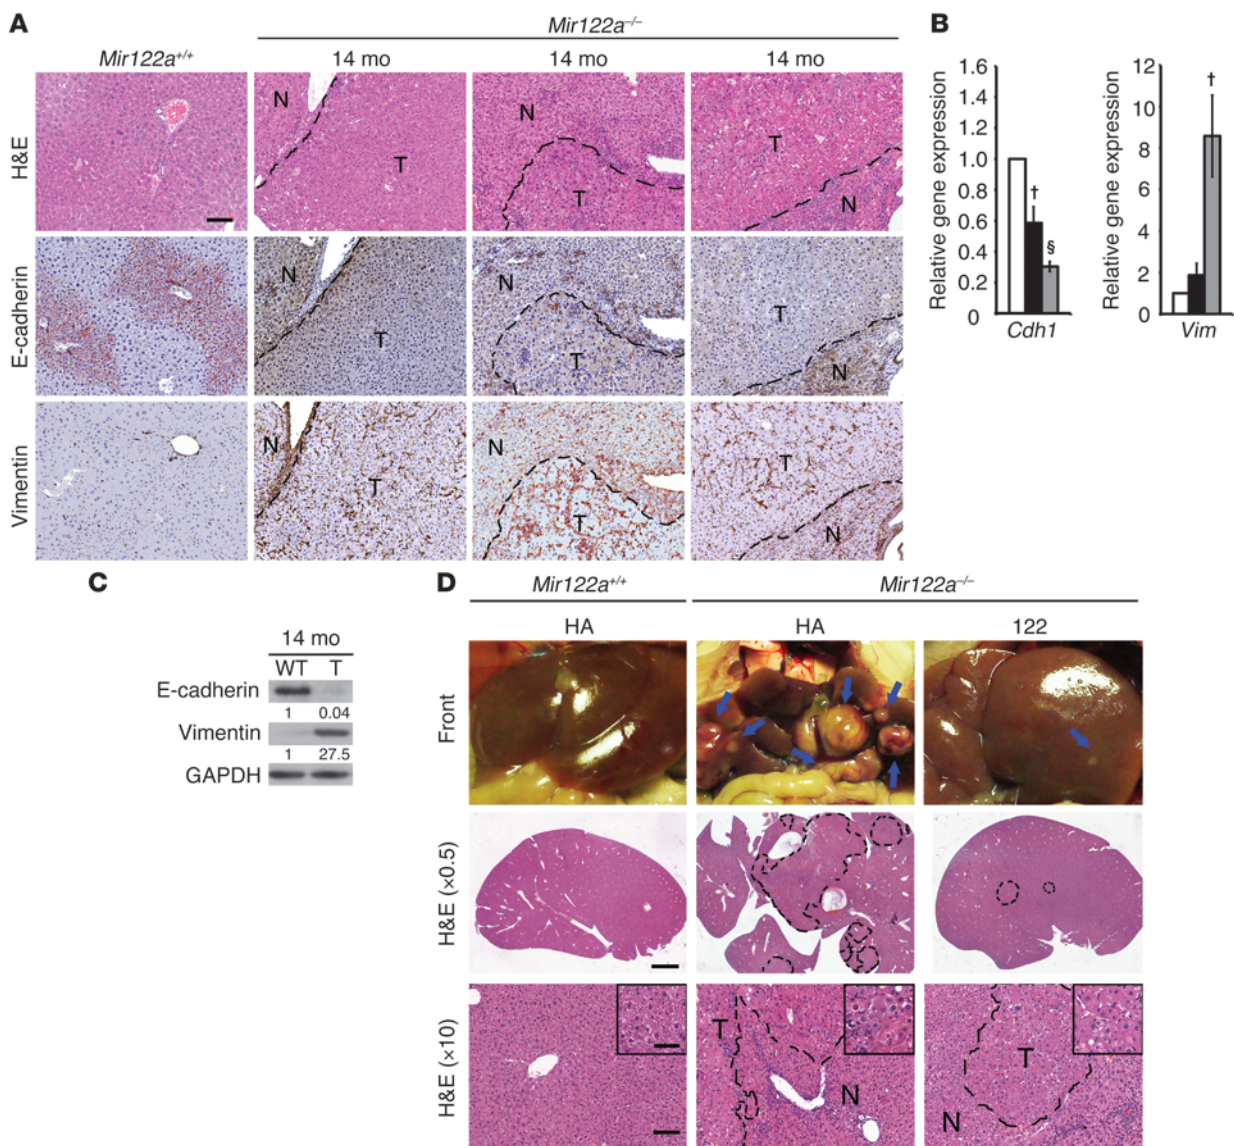 A
Mir122a+/+
Mir122a–/–
14 mo
14 mo
14 mo
H&E
N
T
N
T
T
N
E-cadherin
N
T
N
T
T
N
Vimentin
N
T
N
T
T
N
B
Relative gene expression
1.6
1.4
1.2
1.0
0.8
0.6
0.4
0.2
0
†
§
Cdh1
Relative gene expression
12
10
8
6
4
2
0
†
Vim
C
14 mo
WT T
E-cadherin
1 0.04
Vimentin
1 27.5
GAPDH
D
Mir122a+/+
Mir122a–/–
HA
HA
122
Front
H&E (×0.5)
H&E (×10)
T
N
T
N